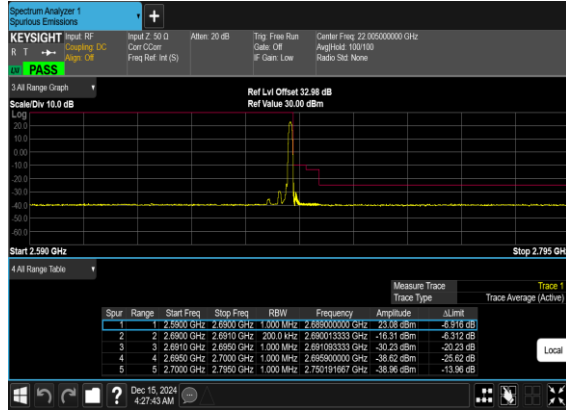 Spectrum Analyzer 1
Spurious Emissions
KEYSIGHT Input: RF Input Z: 50 Ω Atten: 20 dB Trig: Free Run Center Freq: 22.005000000 GHz
R T Coupling: DC Corr CCorr Gate: Off Avg|Hold: 100/100
Align: Off Freq Ref: Int (S) IF Gain: Low Radio Std: None
PASS
3 All Range Graph
Ref Lvl Offset 32.98 dB
Scale/Div 10.0 dB Ref Value 30.00 dBm
Log
20.0
10.0
0.00
-10.0
-20.0
-30.0
-40.0
-50.0
-60.0
Start 2.590 GHz Stop 2.795 GH
4 All Range Table
Measure Trace Trace 1
Trace Type Trace Average (Active)
Spur Range Start Freq Stop Freq RBW Frequency Amplitude ΔLimit
1 1 2.5900 GHz 2.6900 GHz 1.000 MHz 2.689000000 GHz 23.08 dBm -6.916 dB
2 2 2.6900 GHz 2.6910 GHz 200.0 kHz 2.690013333 GHz -16.31 dBm -6.312 dB
3 3 2.6910 GHz 2.6950 GHz 1.000 MHz 2.691093333 GHz -30.23 dBm -20.23 dB
4 4 2.6950 GHz 2.7000 GHz 1.000 MHz 2.695900000 GHz -38.62 dBm -25.62 dB
5 5 2.7000 GHz 2.7950 GHz 1.000 MHz 2.750191667 GHz -38.96 dBm -13.96 dB
Local
Dec 15, 2024
4:27:43 AM